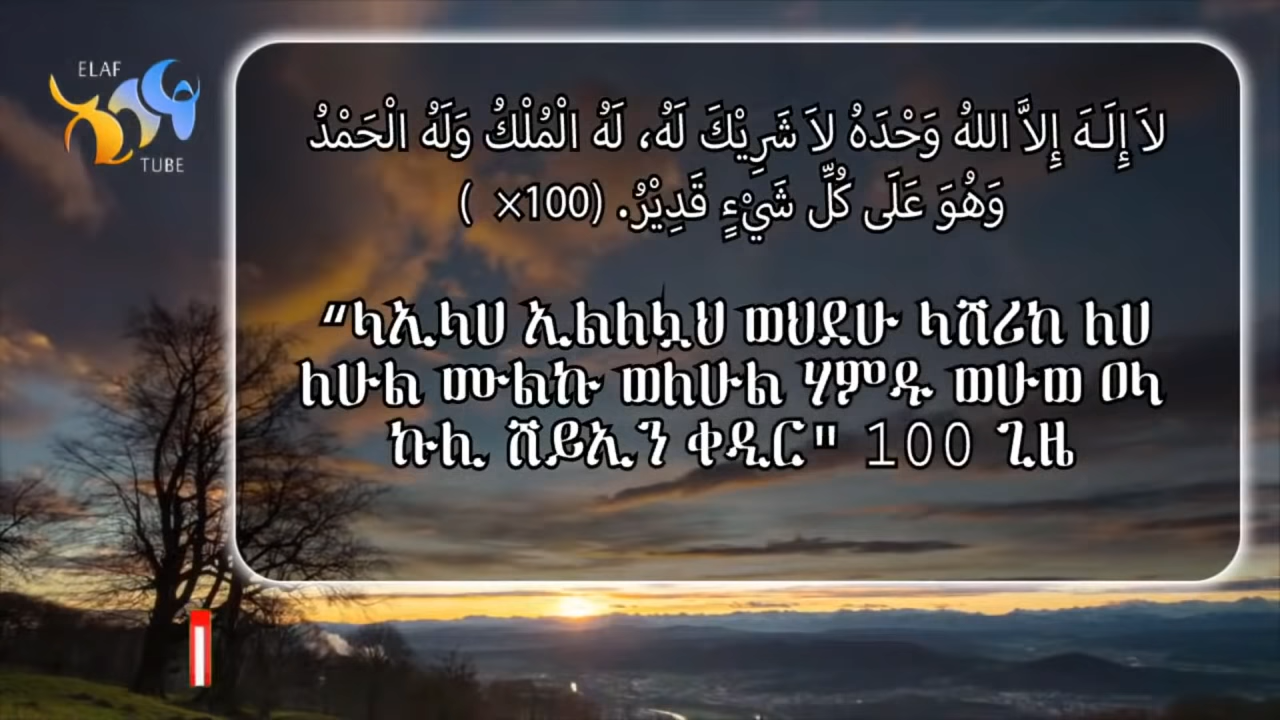 ELAF
TUBE
لاَ إِلَـهَ إِلاَّ اللهُ وَحْدَهُ لاَ شَرِيْكَ لَهُ، لَهُ الْمُلْكُ وَلَهُ الْحَمْدُ
وَهُوَ عَلَى كُلِّ شَيْءٍ قَدِيْرُ. (100× )
“ላኢላሀ ኢልለሏህ ወህደሁ ላሸሪከ ለሀ
ለሁል ሙልኩ ወለሁል ሃምዱ ወሁወ ዐላ
ኩሊ ሸይኢን ቀዲር" 100 ጊዜ